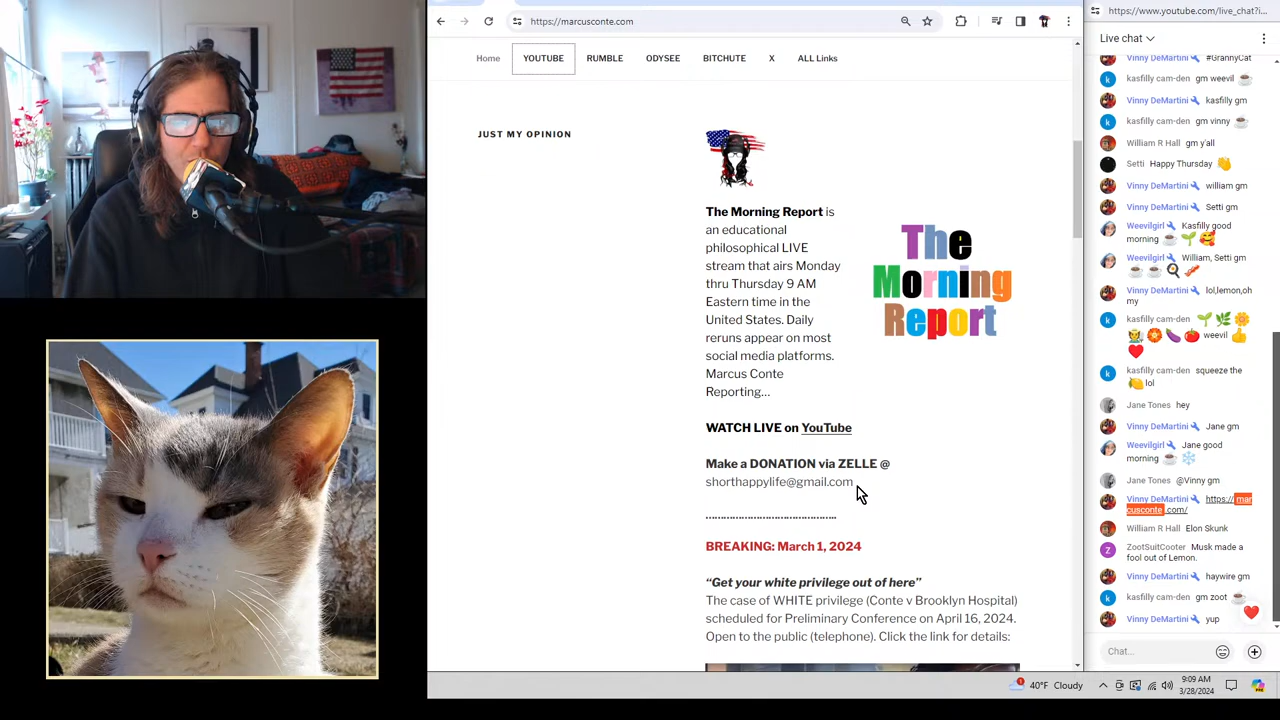 https://marcusconte.com
Home
YOUTUBE
RUMBLE
ODYSEE
BITCHUTE
X
ALL Links
JUST MY OPINION
The Morning Report is
an educational
philosophical LIVE
stream that airs Monday
thru Thursday 9 AM
Eastern time in the
United States. Daily
reruns appear on most
social media platforms.
Marcus Conte
Reporting…
The
Morning
Report
WATCH LIVE on YouTube
Make a DONATION via ZELLE @
shorthappylife@gmail.com
BREAKING: March 1, 2024
“Get your white privilege out of here”
The case of WHITE privilege (Conte v Brooklyn Hospital)
scheduled for Preliminary Conference on April 16, 2024.
Open to the public (telephone). Click the link for details:
https://www.youtube.com/live_chat?i...
Live chat
Vinny DeMartini #GrannyCat
kasfilly cam-den gm weevil
Vinny DeMartini kasfilly gm
kasfilly cam-den gm vinny
William R Hall gm y'all
Setti Happy Thursday
Vinny DeMartini william gm
Vinny DeMartini Setti gm
Weevilgirl Kasfilly good
morning
Weevilgirl William, Setti gm
Vinny DeMartini lol,lemon,oh
my
kasfilly cam-den
weevil
kasfilly cam-den squeeze the
lol
Jane Tones hey
Vinny DeMartini Jane gm
Weevilgirl Jane good
morning
Jane Tones @Vinny gm
Vinny DeMartini https://mar
cusconte.com/
William R Hall Elon Skunk
ZootSuitCooter Musk made a
fool out of Lemon.
Vinny DeMartini haywire gm
kasfilly cam-den gm zoot
Vinny DeMartini yup
Chat...
40°F Cloudy
9:09 AM
3/28/2024